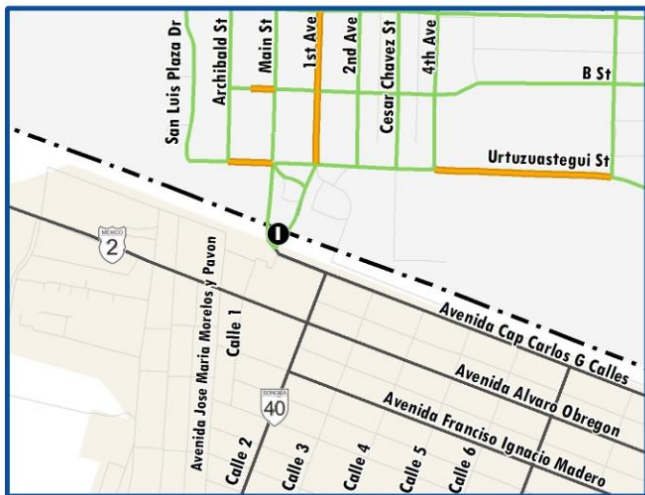 San Luis Plaza Dr
Archibald St
Main St
1st Ave
2nd Ave
Cesar Chavez St
4th Ave
B St
Urtuzuastegui St
MEXICO
2
Avenida Jose Maria Morelos y Pavon
Calle 1
Avenida Cap Carlos G Calles
Avenida Alvaro Obregon
SONORA
40
Avenida Franciso Ignacio Madero
Calle 2
Calle 3
Calle 4
Calle 5
Calle 6